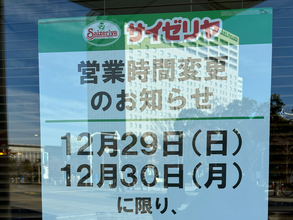 Saizeriya サイゼリヤ
営業時間変更
のお知らせ
12月29日(日)
12月30日(月)
に限り、